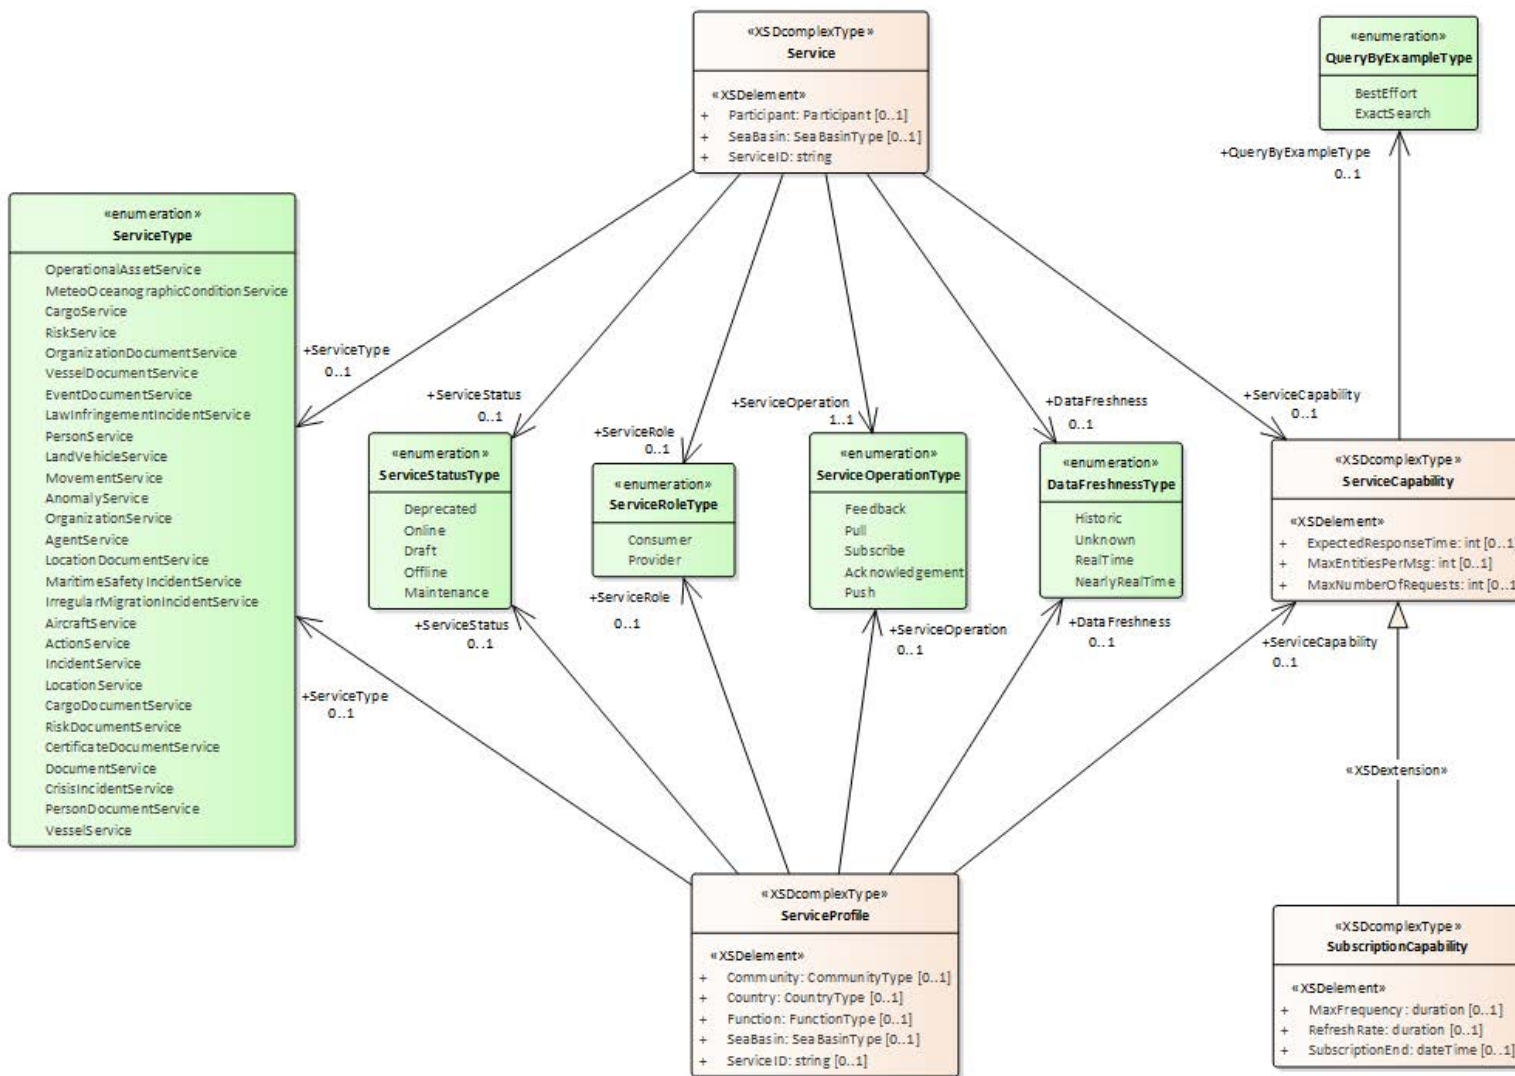 «XSDcomplexType»
Service
«XSDelement»
+ Participant: Participant [0..1]
+ SeaBasin: SeaBasinType [0..1]
+ ServiceID: string
«enumeration»
QueryByExampleType
BestEffort
ExactSearch
+QueryByExampleType
0..1
«enumeration»
ServiceType
OperationalAssetService
MeteoOceanographicConditionService
CargoService
RiskService
OrganizationDocumentService
VesselDocumentService
EventDocumentService
LawInfringementIncidentService
PersonService
LandVehicleService
MovementService
AnomalyService
OrganizationService
AgentService
LocationDocumentService
MaritimeSafetyIncidentService
IrregularMigrationIncidentService
AircraftService
ActionService
IncidentService
LocationService
CargoDocumentService
RiskDocumentService
CertificateDocumentService
DocumentService
CrisisIncidentService
PersonDocumentService
VesselService
+ServiceType
0..1
+ServiceStatus
0..1
+ServiceRole
0..1
+ServiceOperation
1..1
+DataFreshness
0..1
+ServiceCapability
0..1
«enumeration»
ServiceStatusType
Deprecated
Online
Draft
Offline
Maintenance
«enumeration»
ServiceRoleType
Consumer
Provider
«enumeration»
ServiceOperationType
Feedback
Pull
Subscribe
Acknowledgement
Push
«enumeration»
DataFreshnessType
Historic
Unknown
RealTime
NearlyRealTime
«XSDcomplexType»
ServiceCapability
«XSDelement»
+ ExpectedResponseTime: int [0..1]
+ MaxEntitiesPerMsg: int [0..1]
+ MaxNumberOfRequests: int [0..1]
+ServiceType
0..1
+ServiceStatus
0..1
+ServiceRole
0..1
+ServiceOperation
0..1
+DataFreshness
0..1
+ServiceCapability
0..1
«XSDextension»
«XSDcomplexType»
ServiceProfile
«XSDelement»
+ Community: CommunityType [0..1]
+ Country: CountryType [0..1]
+ Function: FunctionType [0..1]
+ SeaBasin: SeaBasinType [0..1]
+ ServiceID: string [0..1]
«XSDcomplexType»
SubscriptionCapability
«XSDelement»
+ MaxFrequency: duration [0..1]
+ RefreshRate: duration [0..1]
+ SubscriptionEnd: dateTime [0..1]